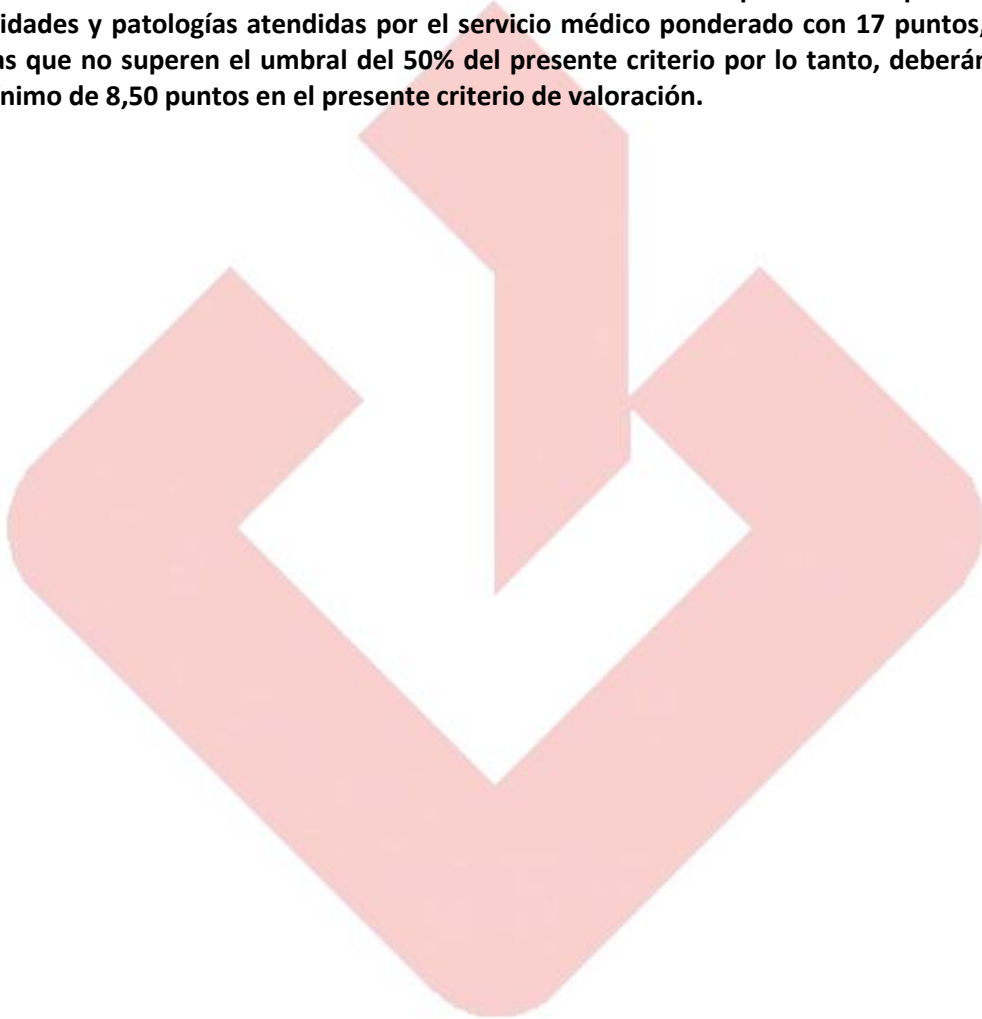 idades y patologías atendidas por el servicio médico ponderado con 17 puntos,
as que no superen el umbral del 50% del presente criterio por lo tanto, deberán
nimo de 8,50 puntos en el presente criterio de valoración.